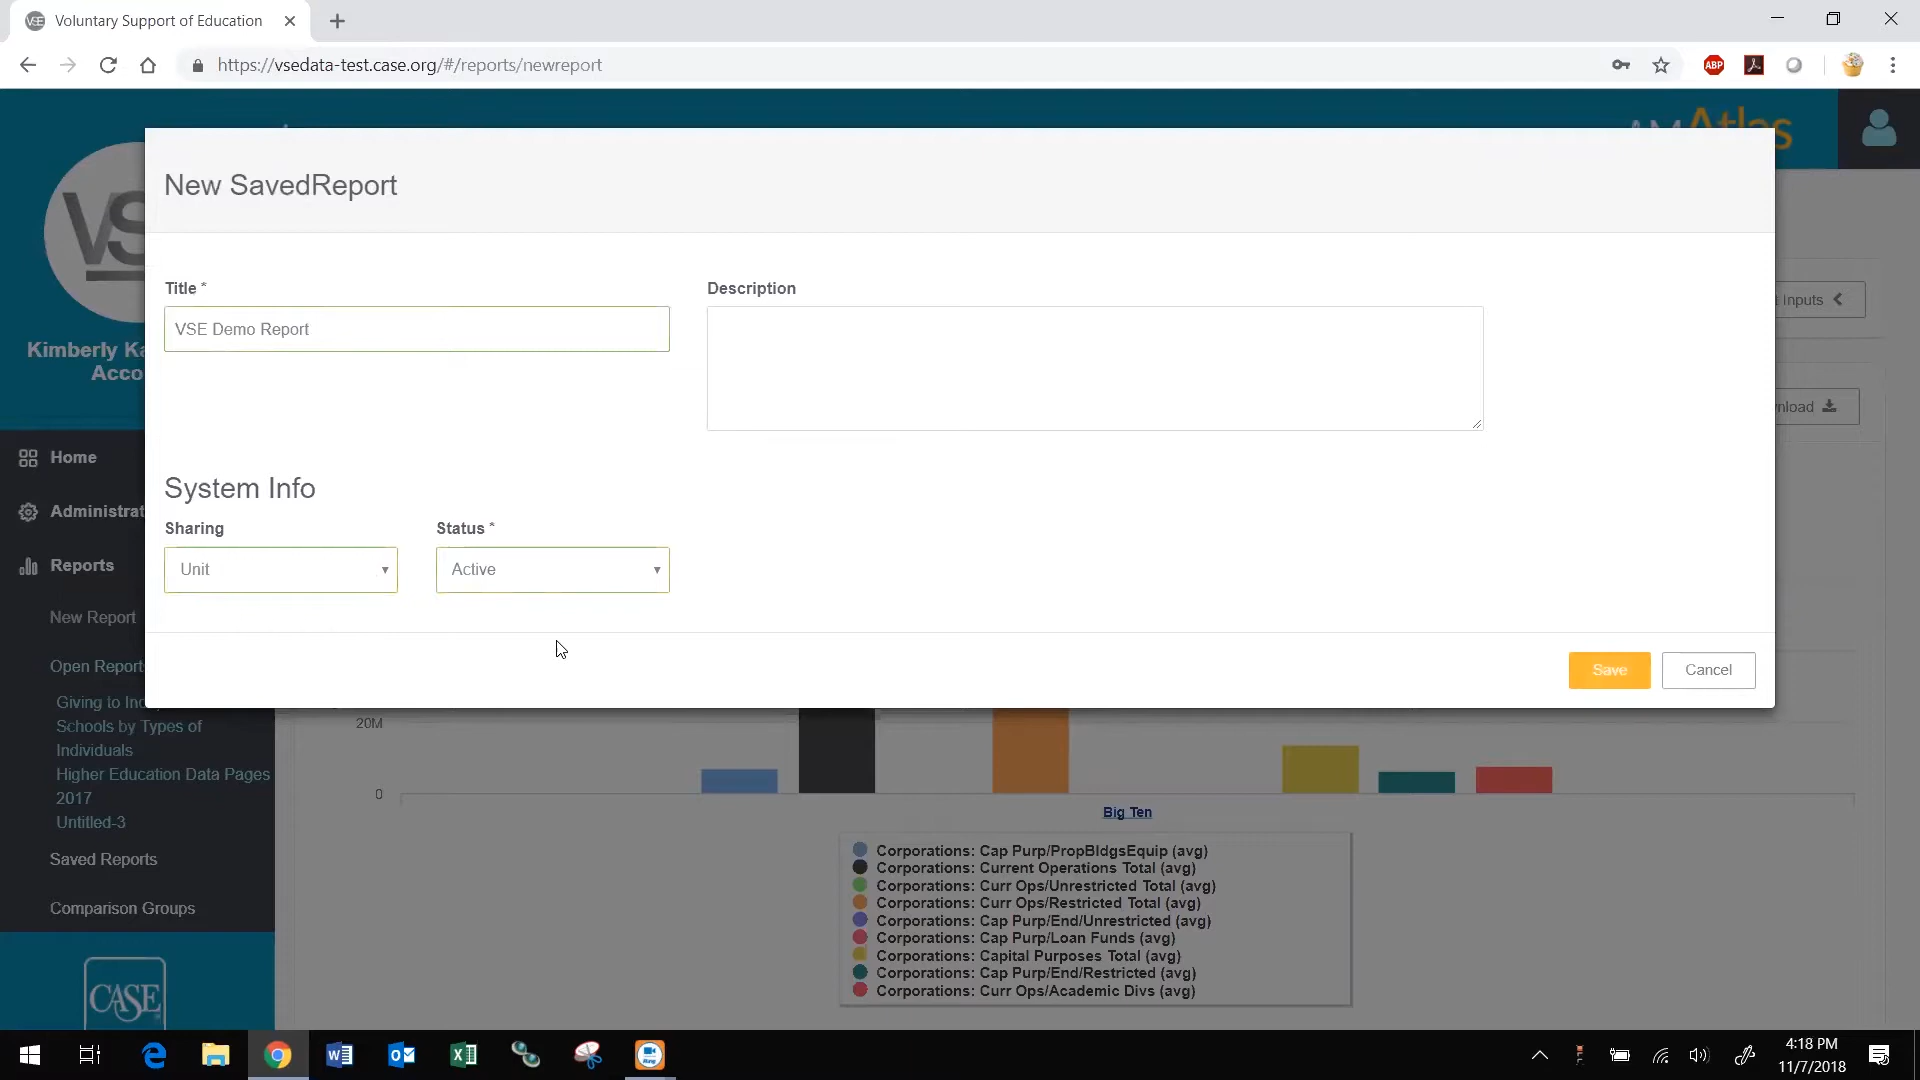 VSE Voluntary Support of Education
https://vsedata-test.case.org/#/reports/newreport
ABP
Atlas
New SavedReport
VS
Title *
Description
VSE Demo Report
Inputs
Kimberly Ka
Acco
nload
Home
System Info
Administrat
Sharing
Status *
Reports
Unit
Active
New Report
Open Report
Save
Cancel
Giving to In
Schools by Types of
Individuals
20M
Higher Education Data Pages
2017
0
Big Ten
Untitled-3
Saved Reports
Corporations: Cap Purp/PropBldgsEquip (avg)
Corporations: Current Operations Total (avg)
Corporations: Curr Ops/Unrestricted Total (avg)
Corporations: Curr Ops/Restricted Total (avg)
Comparison Groups
Corporations: Cap Purp/End/Unrestricted (avg)
Corporations: Cap Purp/Loan Funds (avg)
Corporations: Capital Purposes Total (avg)
Corporations: Cap Purp/End/Restricted (avg)
Corporations: Curr Ops/Academic Divs (avg)
CASE
4:18 PM
11/7/2018